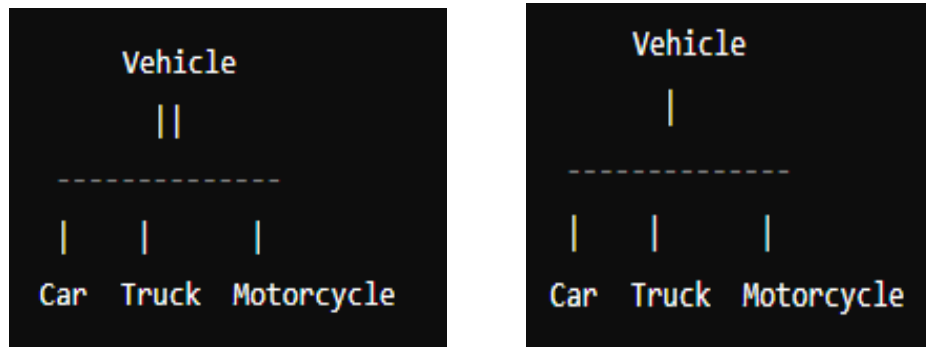 Vehicle
||
--------------
| | |
Car Truck Motorcycle
Vehicle
|
--------------
| | |
Car Truck Motorcycle